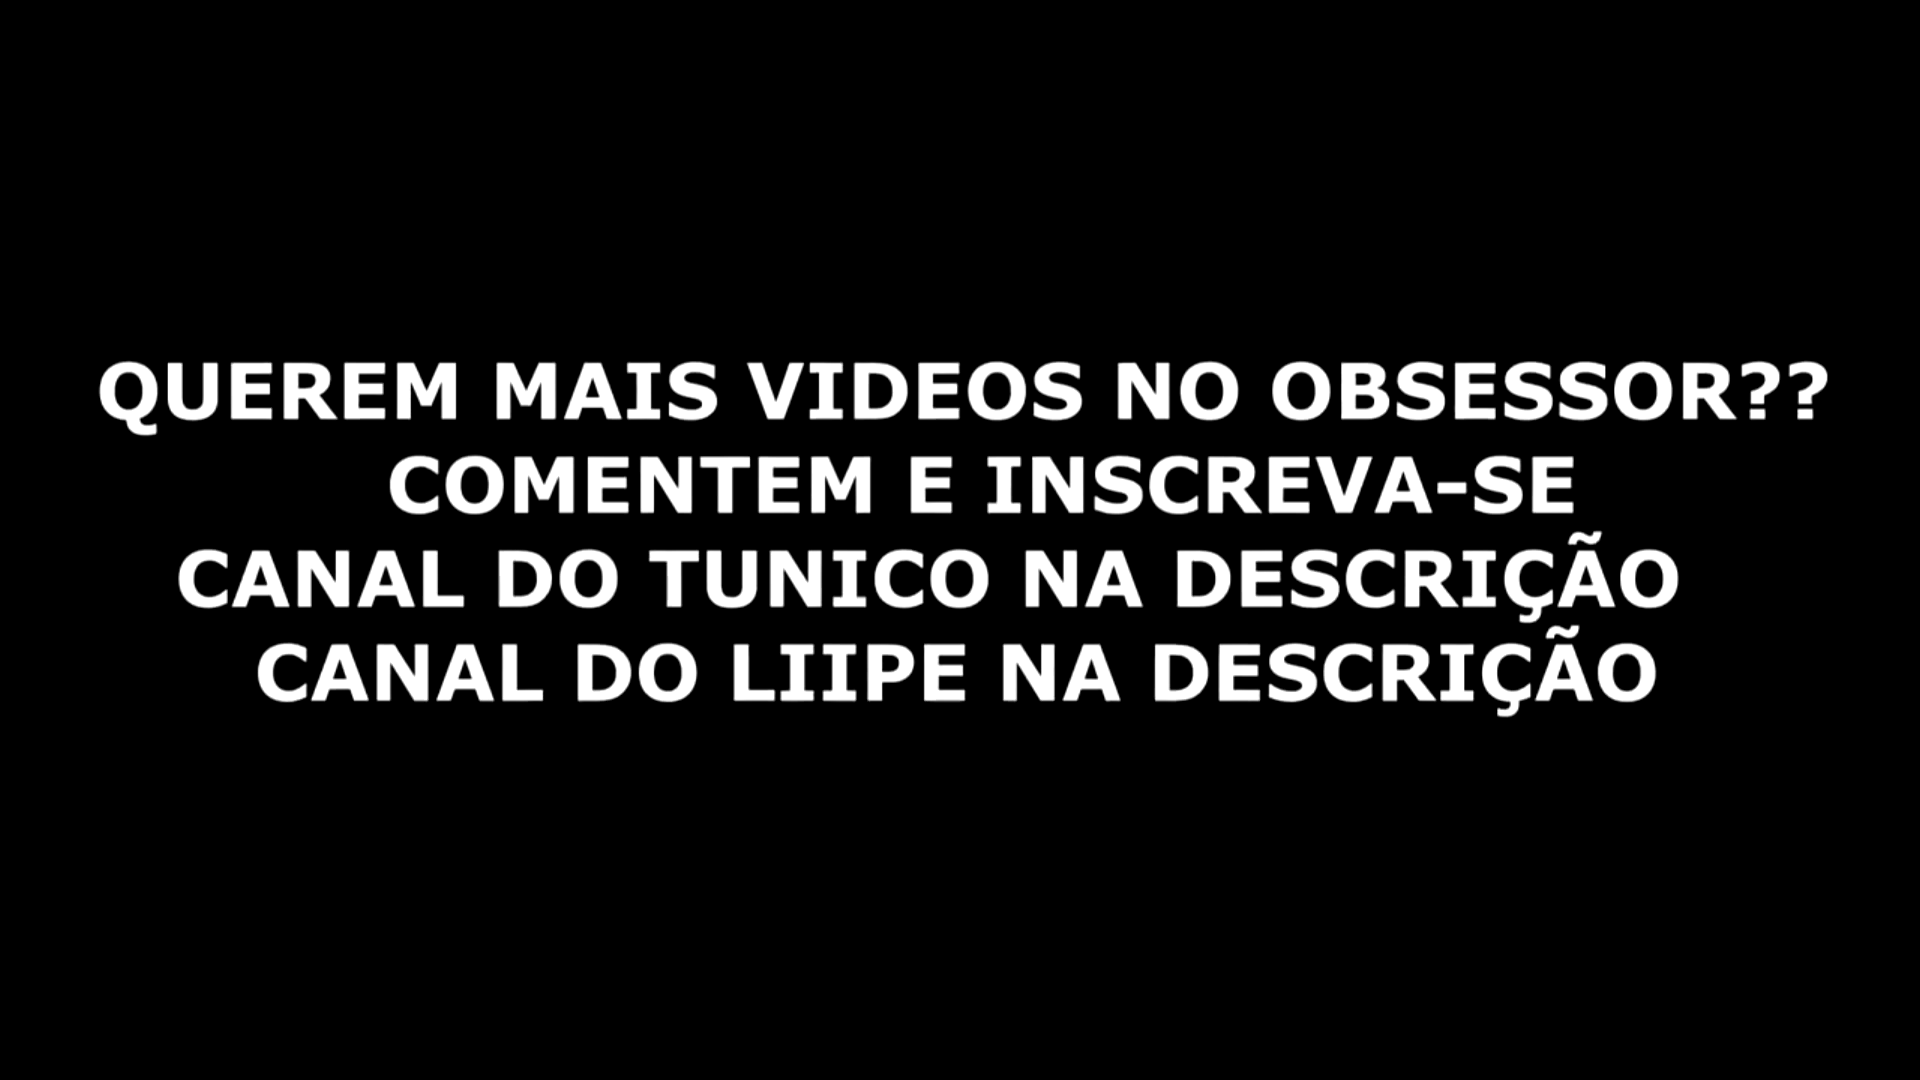 QUEREM MAIS VIDEOS NO OBSESSOR??
COMENTEM E INSCREVA-SE
CANAL DO TUNICO NA DESCRIÇÃO
CANAL DO LIIPE NA DESCRIÇÃO